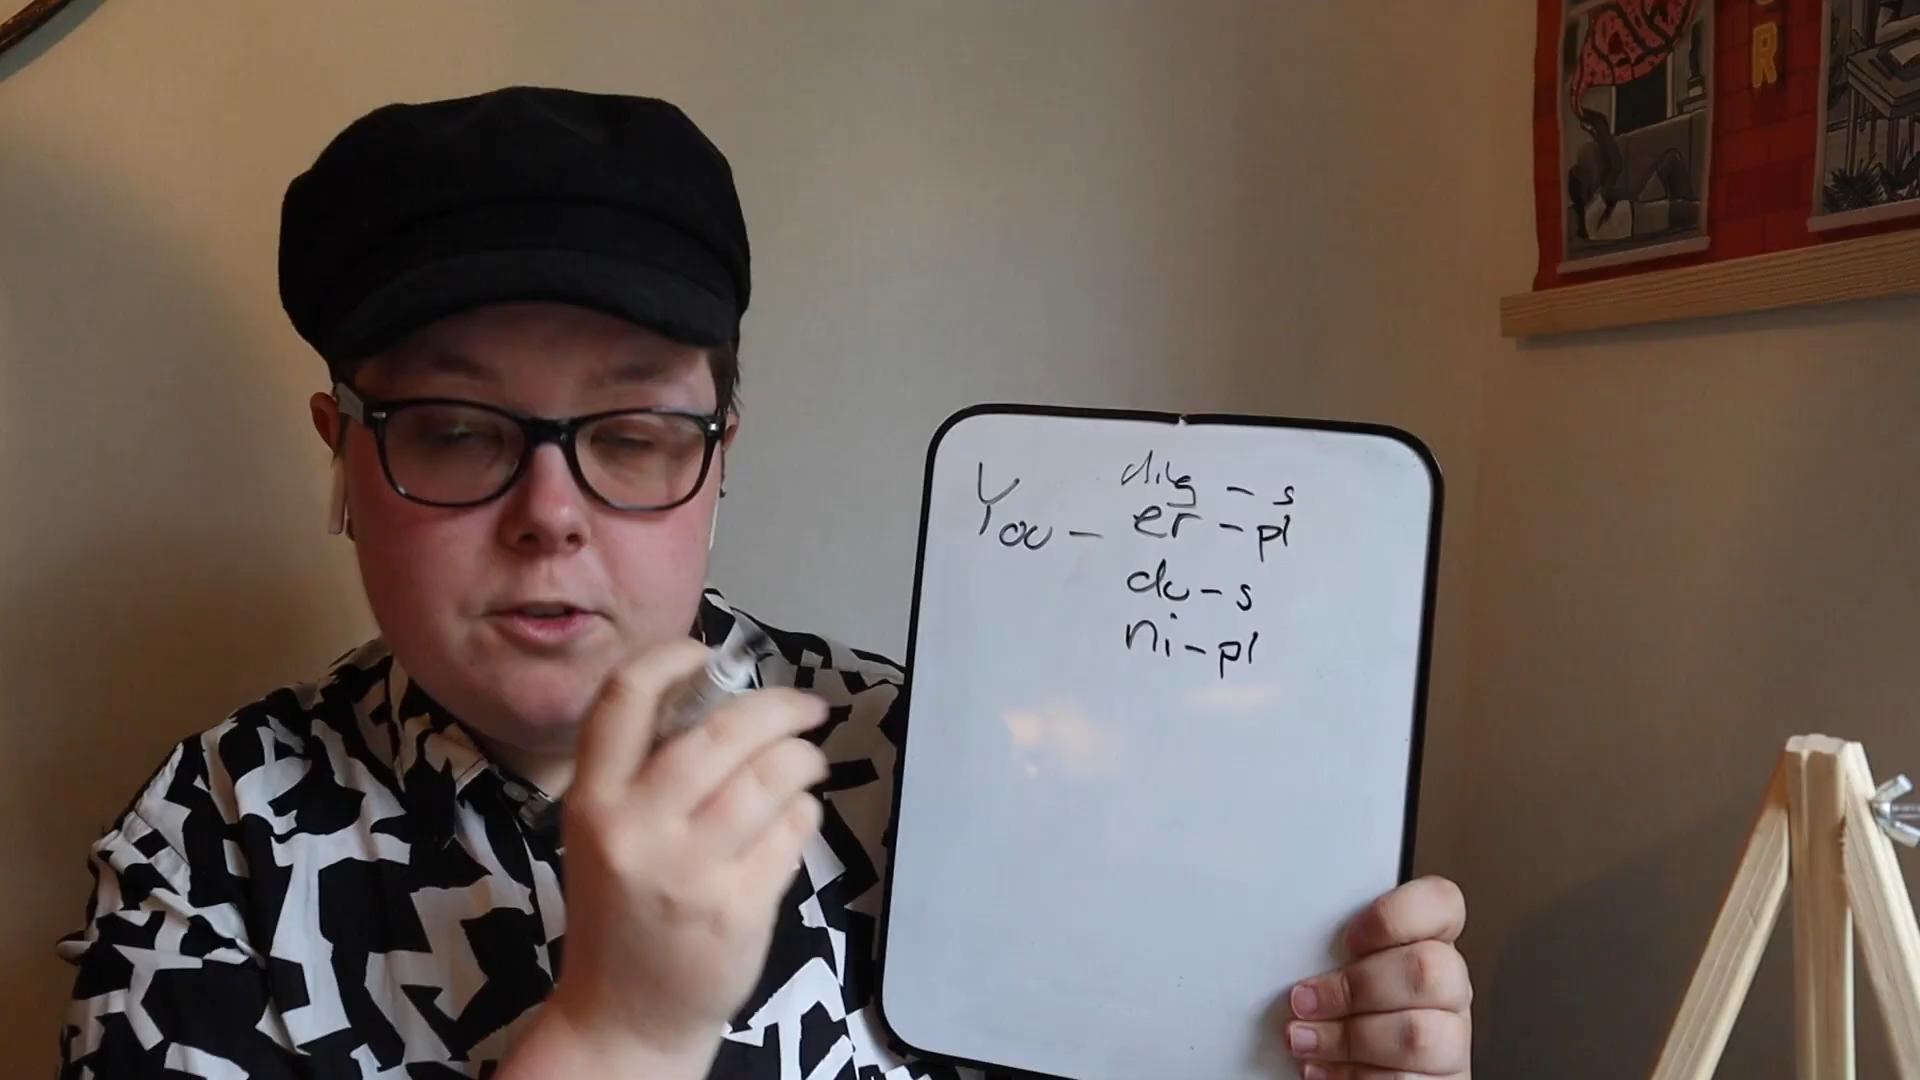 dig - s
You - er - pl
du - s
ni - pl
R